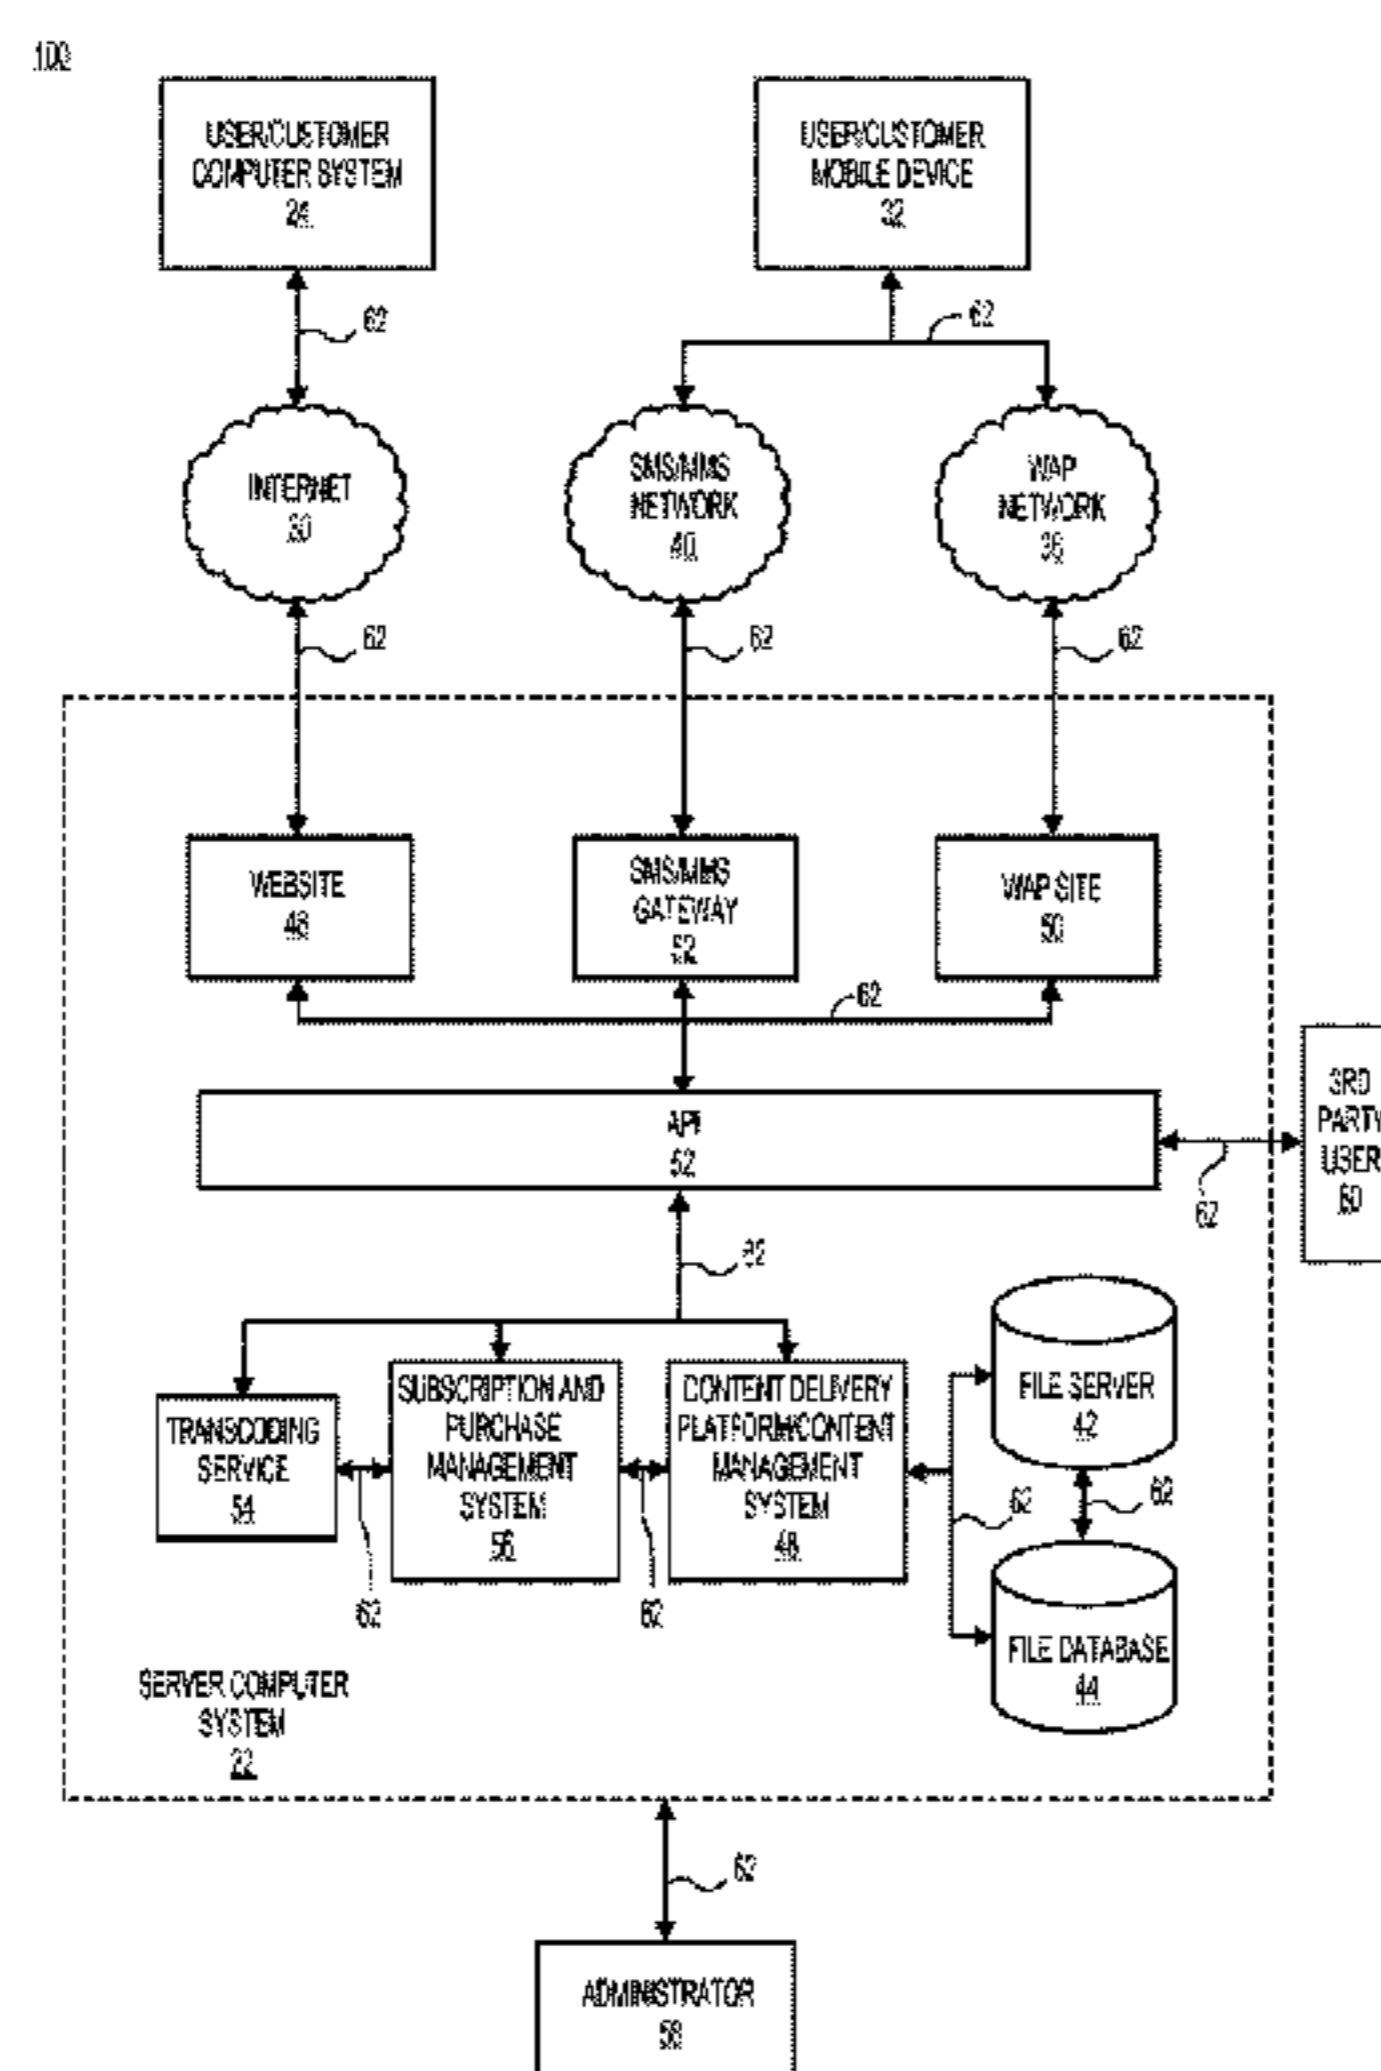 100
USER/CUSTOMER
COMPUTER SYSTEM
24
USER/CUSTOMER
MOBILE DEVICE
32
62
62
INTERNET
30
SMS/MMS
NETWORK
40
WAP
NETWORK
36
62
62
62
WEBSITE
48
SMS/MMS
GATEWAY
52
WAP SITE
50
62
API
52
62
3RD
PARTY
USER
60
62
FILE SERVER
42
TRANSCODING
SERVICE
54
SUBSCRIPTION AND
PURCHASE
MANAGEMENT
SYSTEM
56
CONTENT DELIVERY
PLATFORM/CONTENT
MANAGEMENT
SYSTEM
62
62
62
62
FILE DATABASE
44
SERVER COMPUTER
SYSTEM
22
62
ADMINISTRATOR